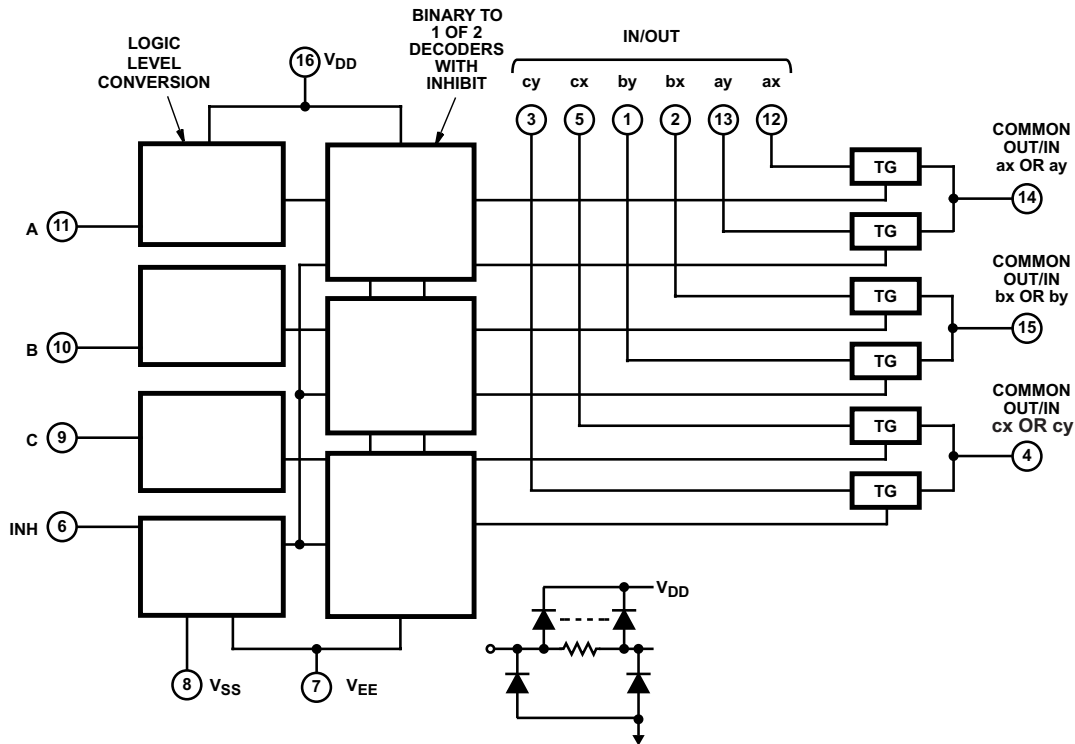 LOGIC
LEVEL
CONVERSION
16 VDD
BINARY TO
1 OF 2
DECODERS
WITH
INHIBIT
IN/OUT
cy cx by bx ay ax
3 5 1 2 13 12
COMMON
OUT/IN
ax OR ay
14
TG
TG
A 11
COMMON
OUT/IN
bx OR by
15
TG
TG
B 10
COMMON
OUT/IN
cx OR cy
4
TG
TG
C 9
INH 6
8 VSS
7 VEE
VDD